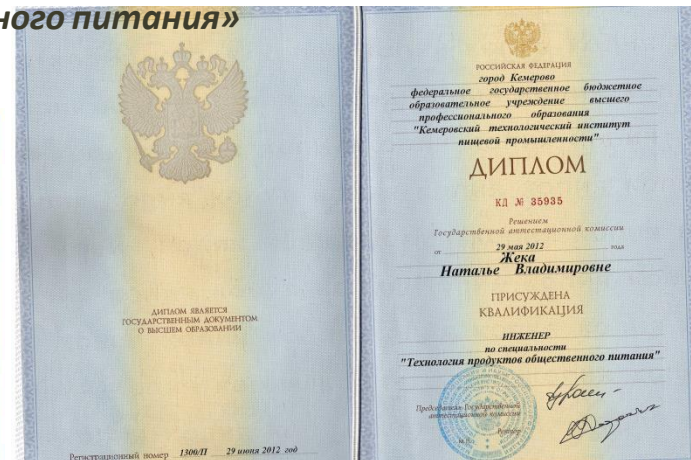 ного питания»
ДИПЛОМ ЯВЛЯЕТСЯ
ГОСУДАРСТВЕННЫМ ДОКУМЕНТОМ
О ВЫСШЕМ ОБРАЗОВАНИИ
Регистрационный номер 1300/П 29 июня 2012 год
РОССИЙСКАЯ ФЕДЕРАЦИЯ
город Кемерово
федеральное государственное бюджетное
образовательное учреждение высшего
профессионального образования
"Кемеровский технологический институт
пищевой промышленности"
ДИПЛОМ
КД № 35935
Решением
Государственной аттестационной комиссии
от 29 мая 2012 года
Жека
Наталье Владимировне
ПРИСУЖДЕНА
КВАЛИФИКАЦИЯ
ИНЖЕНЕР
по специальности
"Технология продуктов общественного питания"
Председатель Государственной
аттестационной комиссии
Ректор
М.П.